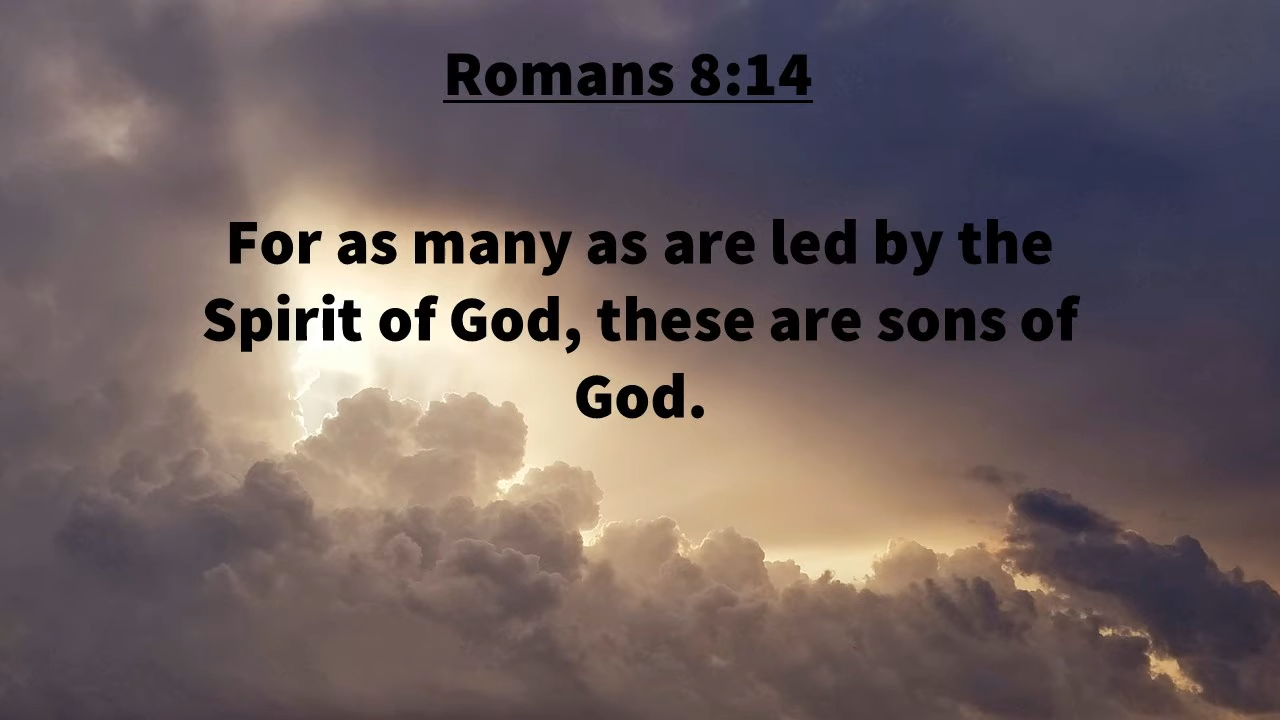 Romans 8:14
For as many as are led by the
Spirit of God, these are sons of
God.